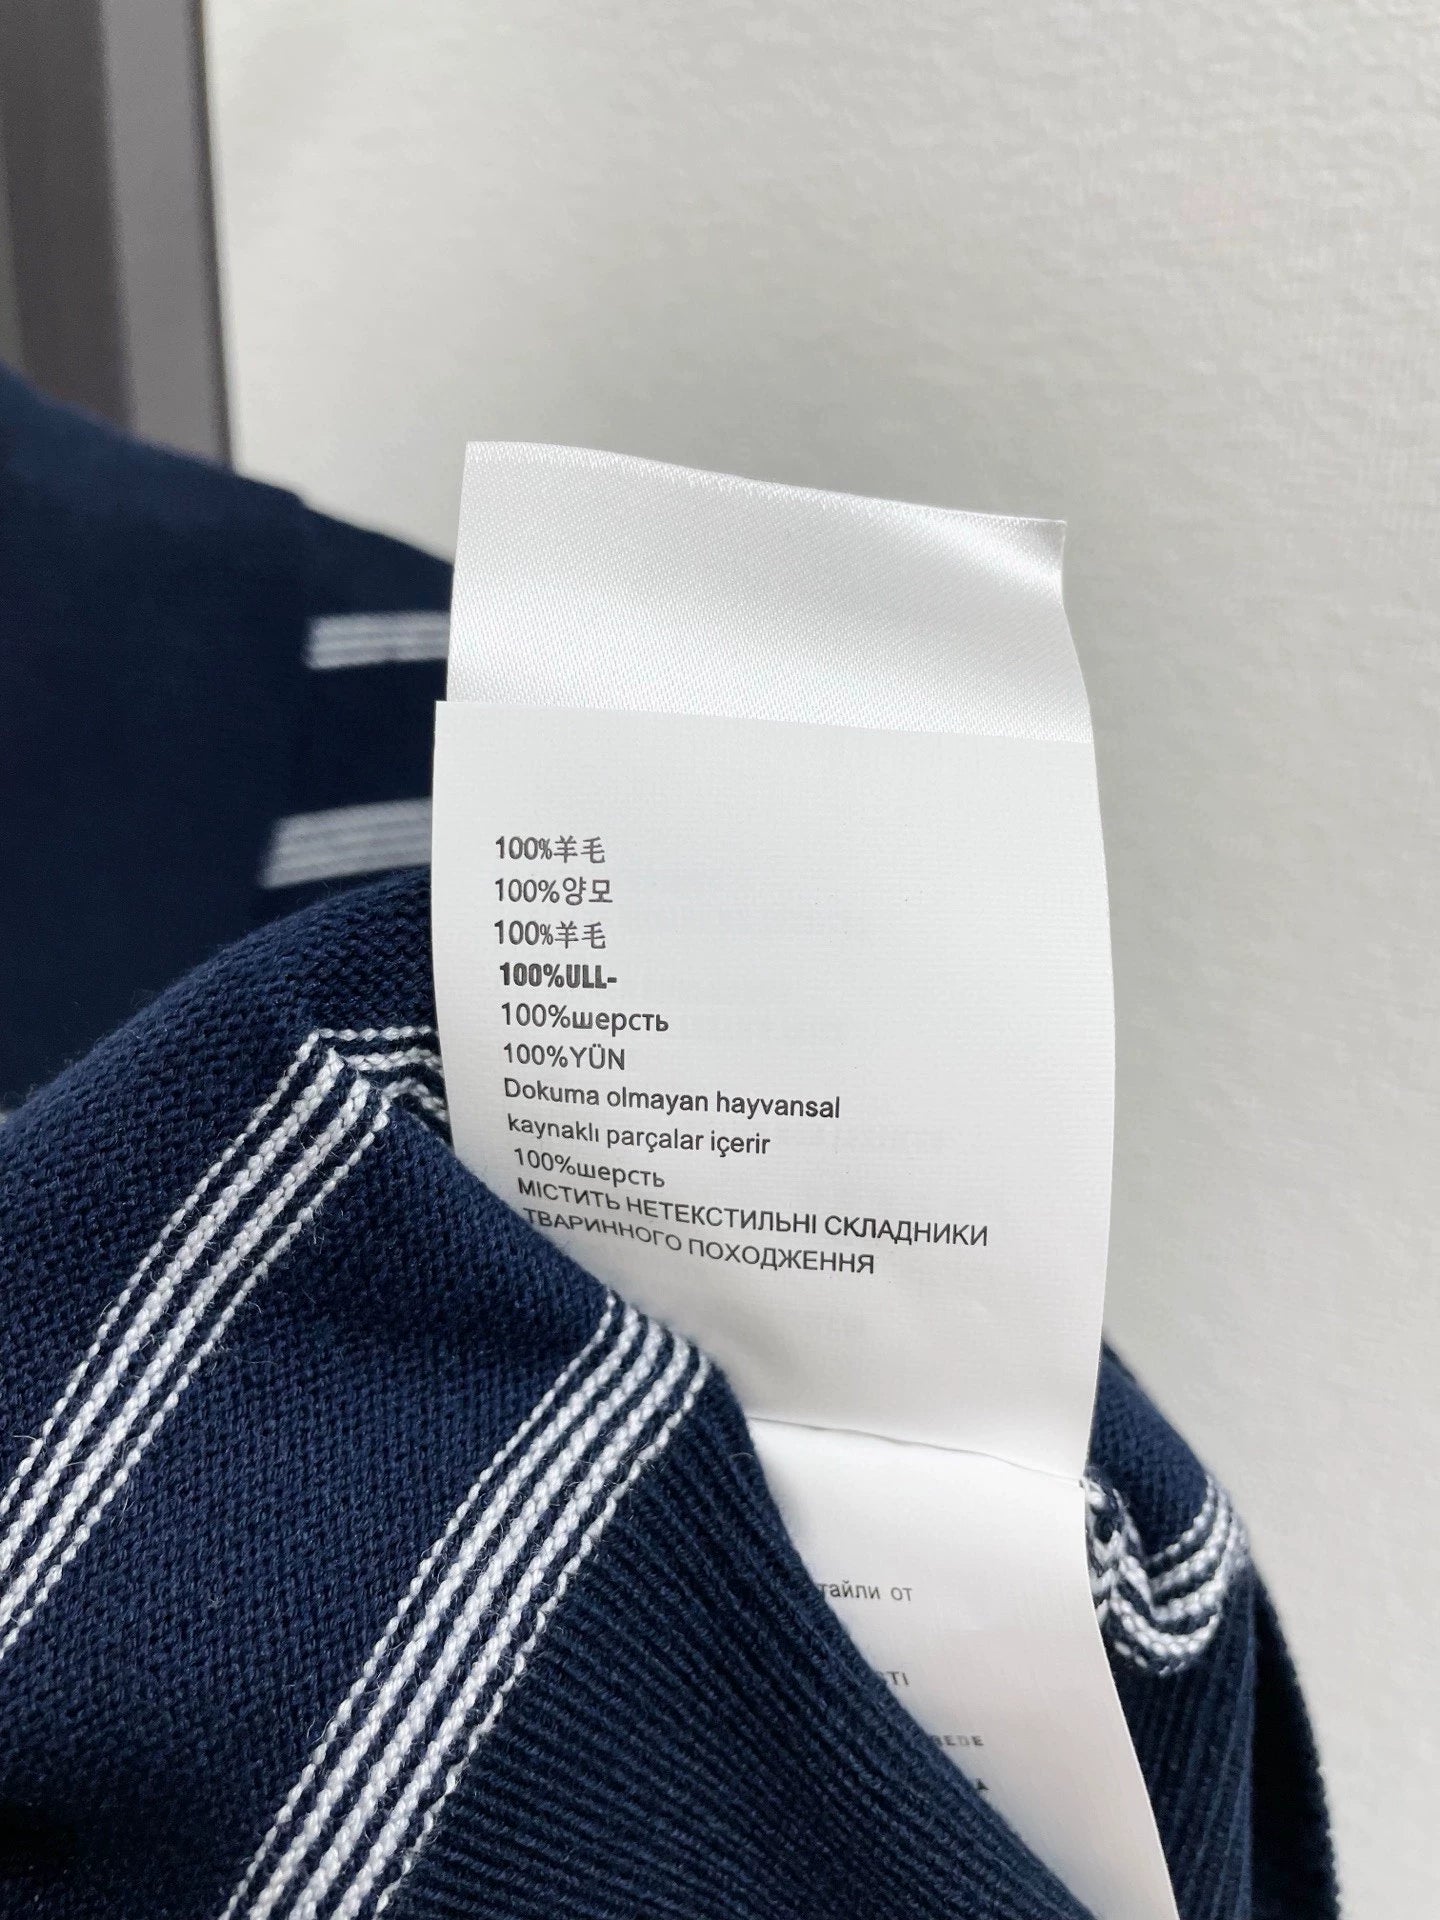 100%羊毛
100%양모
100%羊毛
100%ULL-
100%шерсть
100%YÜN
Dokuma olmayan hayvansal
kaynaklı parçalar içerir
100%шерсть
МІСТИТЬ НЕТЕКСТИЛЬНІ СКЛАДНИКИ
ТВАРИННОГО ПОХОДЖЕННЯ
от